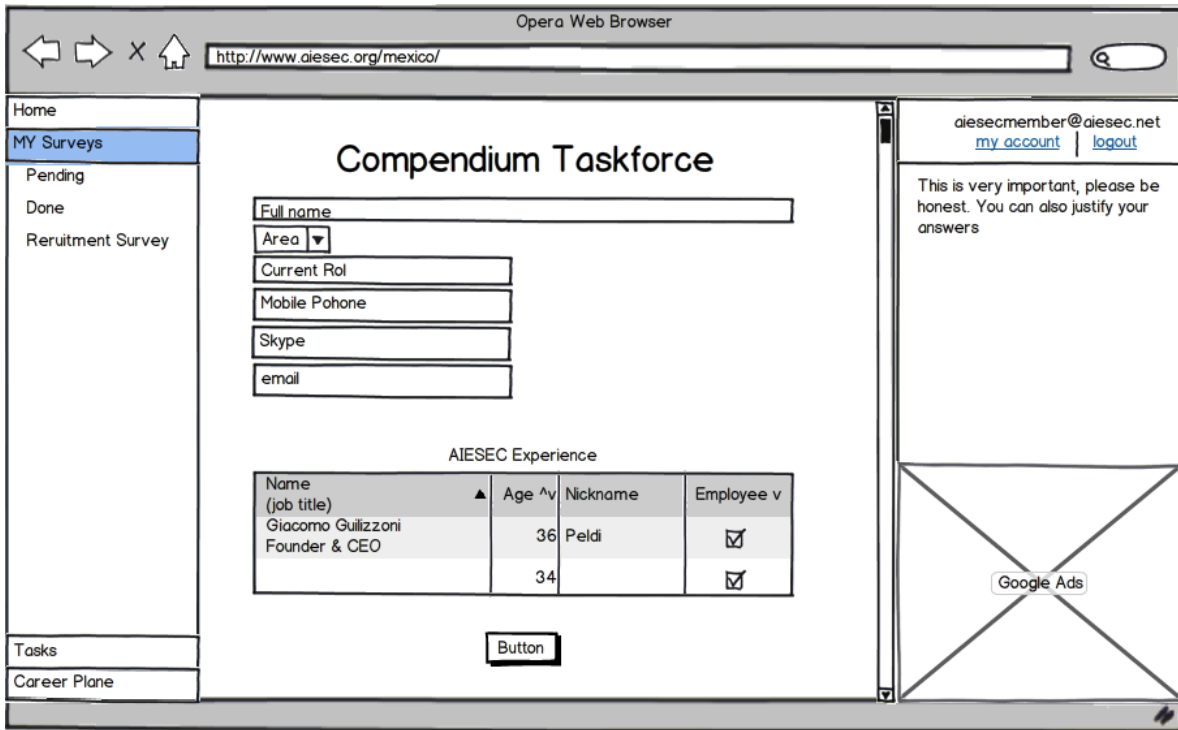 Opera Web Browser
http://www.aiesec.org/mexico/
Home
MY Surveys
Pending
Done
Reruitment Survey
Tasks
Career Plane
Compendium Taskforce
Full name
Area
Current Rol
Mobile Pohone
Skype
email
AIESEC Experience
Name
(job title)
Age ^v
Nickname
Employee v
Giacomo Guilizzoni
Founder & CEO
36
Peldi
34
Button
aiesecmember@aiesec.net
my account | logout
This is very important, please be
honest. You can also justify your
answers
Google Ads